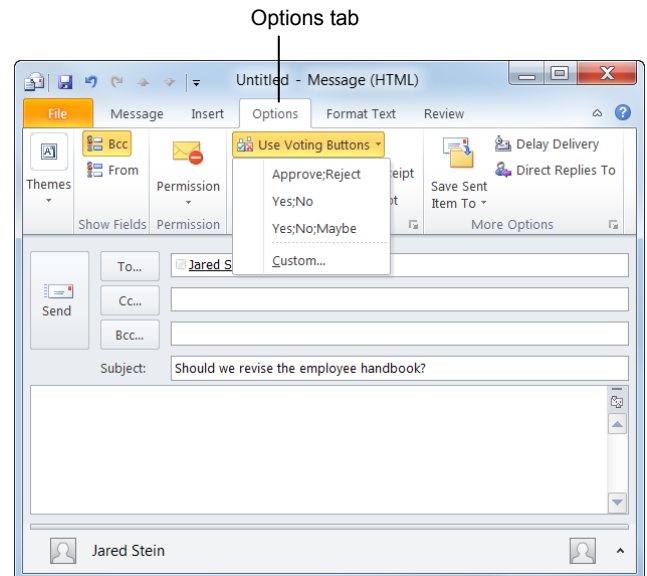 Options tab
Untitled - Message (HTML)
File Message Insert Options Format Text Review
Bcc
From
Themes
Show Fields
Permission
Permission
Use Voting Buttons
Approve;Reject
Yes;No
Yes;No;Maybe
Custom...
Save Sent
Item To
Delay Delivery
Direct Replies To
More Options
To...
Jared S
Send
Cc...
Bcc...
Subject: Should we revise the employee handbook?
Jared Stein